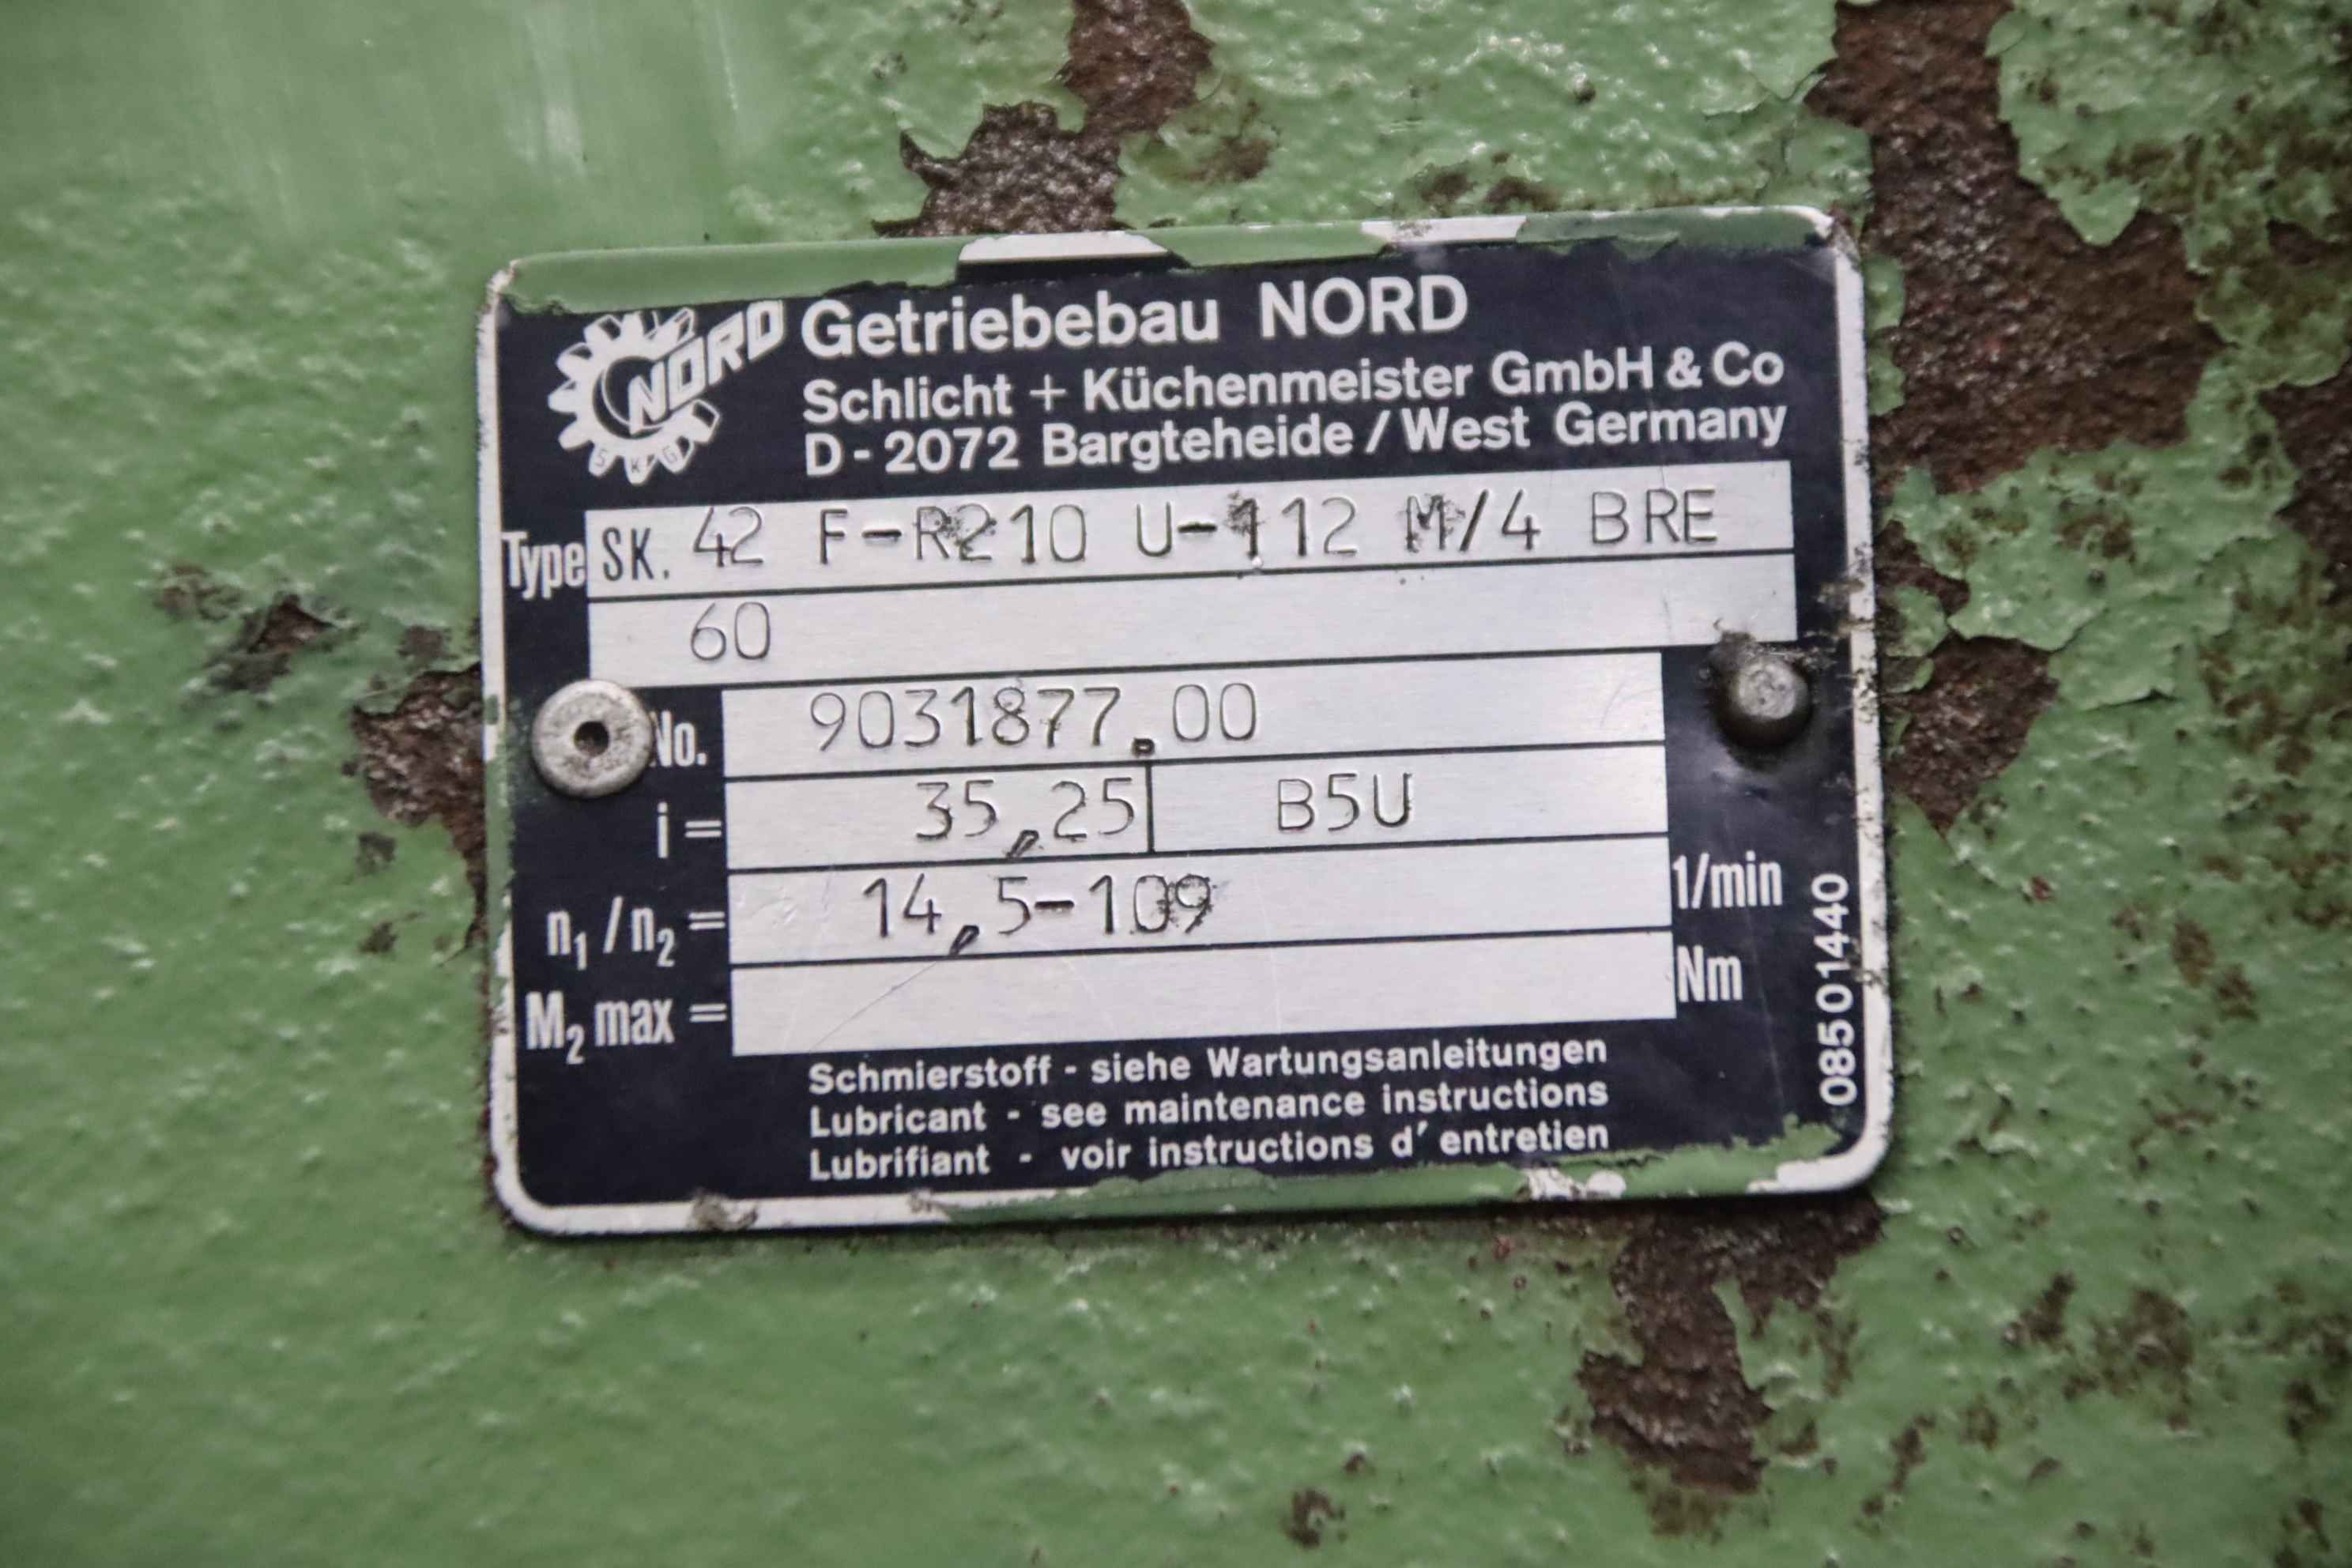 NORD
SKG
Getriebebau NORD
Schlicht + Küchenmeister GmbH & Co
D - 2072 Bargteheide / West Germany
Type SK. 42 F-R210 U-112 M/4 BRE
60
No. 9031877.00
i = 35,25 B5U
n₁ / n₂ = 14,5-109 1/min
M₂ max = Nm
08501440
Schmierstoff - siehe Wartungsanleitungen
Lubricant - see maintenance instructions
Lubrifiant - voir instructions d' entretien